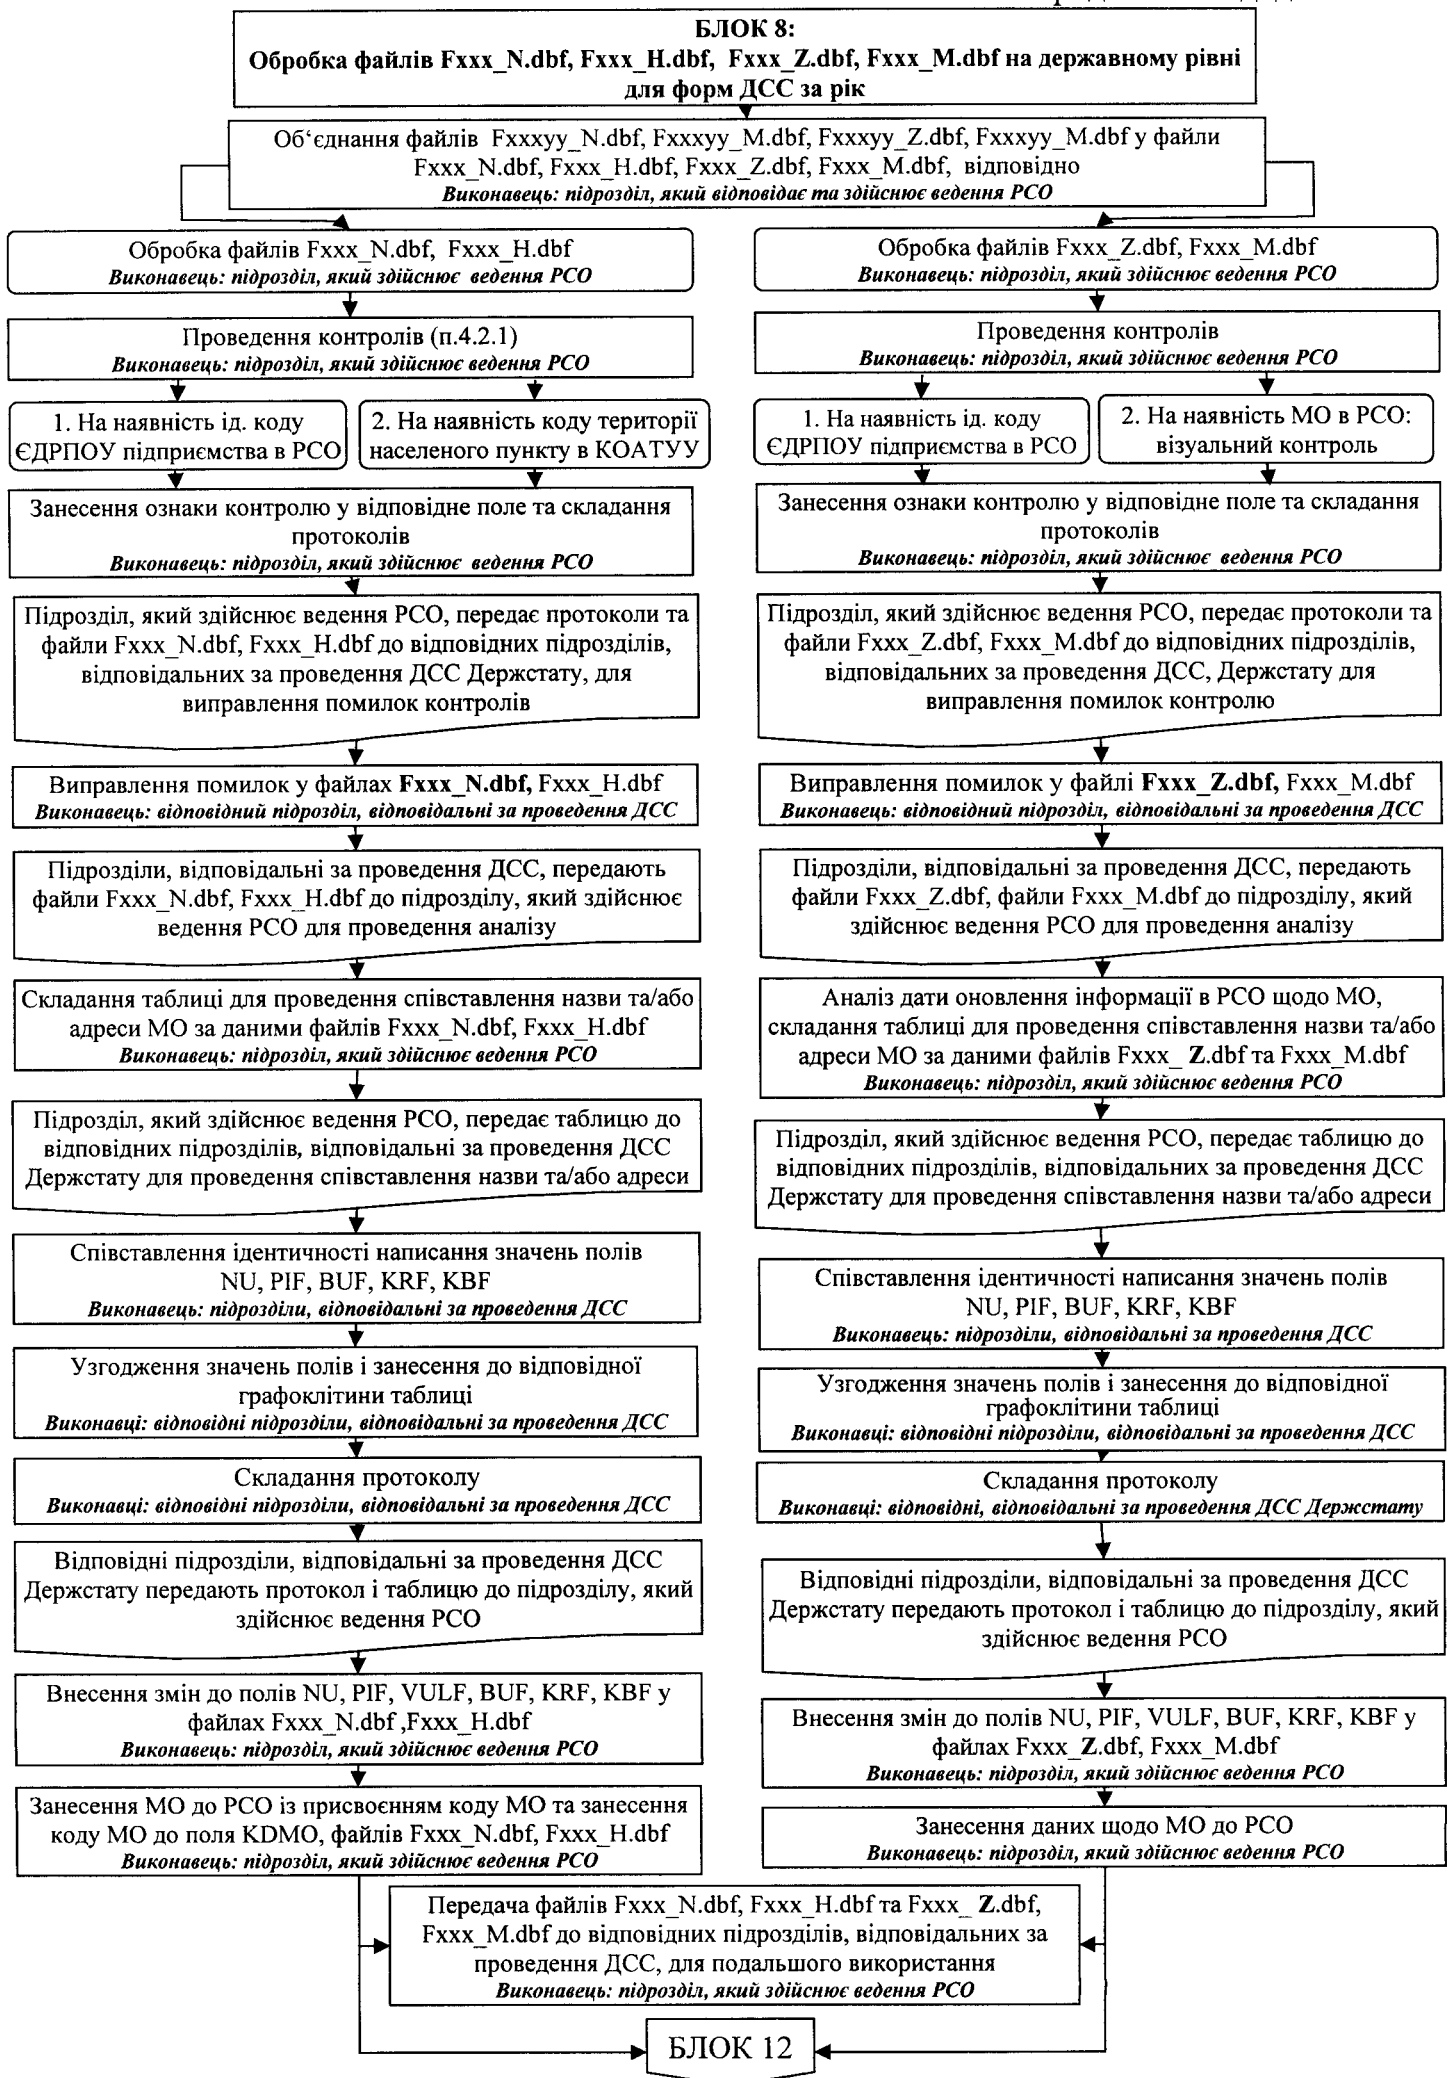 БЛОК 8:
Обробка файлів Fxxx_N.dbf, Fxxx_H.dbf, Fxxx_Z.dbf, Fxxx_M.dbf на державному рівні
для форм ДСС за рік
Об‘єднання файлів Fxxxyy_N.dbf, Fxxxyy_M.dbf, Fxxxyy_Z.dbf, Fxxxyy_M.dbf у файли
Fxxx_N.dbf, Fxxx_H.dbf, Fxxx_Z.dbf, Fxxx_M.dbf, відповідно
Виконавець: підрозділ, який відповідає та здійснює ведення РСО
Обробка файлів Fxxx_N.dbf, Fxxx_H.dbf
Виконавець: підрозділ, який здійснює ведення РСО
Проведення контролів (п.4.2.1)
Виконавець: підрозділ, який здійснює ведення РСО
1. На наявність ід. коду
ЄДРПОУ підприємства в РСО
2. На наявність коду території
населеного пункту в КОАТУУ
Занесення ознаки контролю у відповідне поле та складання
протоколів
Виконавець: підрозділ, який здійснює ведення РСО
Підрозділ, який здійснює ведення РСО, передає протоколи та
файли Fxxx_N.dbf, Fxxx_H.dbf до відповідних підрозділів,
відповідальних за проведення ДСС Держстату, для
виправлення помилок контролів
Виправлення помилок у файлах Fxxx_N.dbf, Fxxx_H.dbf
Виконавець: відповідний підрозділ, відповідальні за проведення ДСС
Підрозділи, відповідальні за проведення ДСС, передають
файли Fxxx_N.dbf, Fxxx_H.dbf до підрозділу, який здійснює
ведення РСО для проведення аналізу
Складання таблиці для проведення співставлення назви та/або
адреси МО за даними файлів Fxxx_N.dbf, Fxxx_H.dbf
Виконавець: підрозділ, який здійснює ведення РСО
Підрозділ, який здійснює ведення РСО, передає таблицю до
відповідних підрозділів, відповідальні за проведення ДСС
Держстату для проведення співставлення назви та/або адреси
Співставлення ідентичності написання значень полів
NU, PIF, BUF, KRF, KBF
Виконавець: підрозділи, відповідальні за проведення ДСС
Узгодження значень полів і занесення до відповідної
графоклітини таблиці
Виконавці: відповідні підрозділи, відповідальні за проведення ДСС
Складання протоколу
Виконавці: відповідні підрозділи, відповідальні за проведення ДСС
Відповідні підрозділи, відповідальні за проведення ДСС
Держстату передають протокол і таблицю до підрозділу, який
здійснює ведення РСО
Внесення змін до полів NU, PIF, VULF, BUF, KRF, KBF у
файлах Fxxx_N.dbf ,Fxxx_H.dbf
Виконавець: підрозділ, який здійснює ведення РСО
Занесення МО до РСО із присвоєнням коду МО та занесення
коду МО до поля KDMO, файлів Fxxx_N.dbf, Fxxx_H.dbf
Виконавець: підрозділ, який здійснює ведення РСО
Обробка файлів Fxxx_Z.dbf, Fxxx_M.dbf
Виконавець: підрозділ, який здійснює ведення РСО
Проведення контролів
Виконавець: підрозділ, який здійснює ведення РСО
1. На наявність ід. коду
ЄДРПОУ підприємства в РСО
2. На наявність МО в РСО:
візуальний контроль
Занесення ознаки контролю у відповідне поле та складання
протоколів
Виконавець: підрозділ, який здійснює ведення РСО
Підрозділ, який здійснює ведення РСО, передає протоколи та
файли Fxxx_Z.dbf, Fxxx_M.dbf до відповідних підрозділів,
відповідальних за проведення ДСС, Держстату для
виправлення помилок контролю
Виправлення помилок у файлі Fxxx_Z.dbf, Fxxx_M.dbf
Виконавець: відповідний підрозділ, відповідальні за проведення ДСС
Підрозділи, відповідальні за проведення ДСС, передають
файли Fxxx_Z.dbf, файли Fxxx_M.dbf до підрозділу, який
здійснює ведення РСО для проведення аналізу
Аналіз дати оновлення інформації в РСО щодо МО,
складання таблиці для проведення співставлення назви та/або
адреси МО за даними файлів Fxxx_ Z.dbf та Fxxx_M.dbf
Виконавець: підрозділ, який здійснює ведення РСО
Підрозділ, який здійснює ведення РСО, передає таблицю до
відповідних підрозділів, відповідальних за проведення ДСС
Держстату для проведення співставлення назви та/або адреси
Співставлення ідентичності написання значень полів
NU, PIF, BUF, KRF, KBF
Виконавець: підрозділи, відповідальні за проведення ДСС
Узгодження значень полів і занесення до відповідної
графоклітини таблиці
Виконавці: відповідні підрозділи, відповідальні за проведення ДСС
Складання протоколу
Виконавці: відповідні, відповідальні за проведення ДСС Держстату
Відповідні підрозділи, відповідальні за проведення ДСС
Держстату передають протокол і таблицю до підрозділу, який
здійснює ведення РСО
Внесення змін до полів NU, PIF, VULF, BUF, KRF, KBF у
файлах Fxxx_Z.dbf, Fxxx_M.dbf
Виконавець: підрозділ, який здійснює ведення РСО
Занесення даних щодо МО до РСО
Виконавець: підрозділ, який здійснює ведення РСО
Передача файлів Fxxx_N.dbf, Fxxx_H.dbf та Fxxx_ Z.dbf,
Fxxx_M.dbf до відповідних підрозділів, відповідальних за
проведення ДСС, для подальшого використання
Виконавець: підрозділ, який здійснює ведення РСО
БЛОК 12